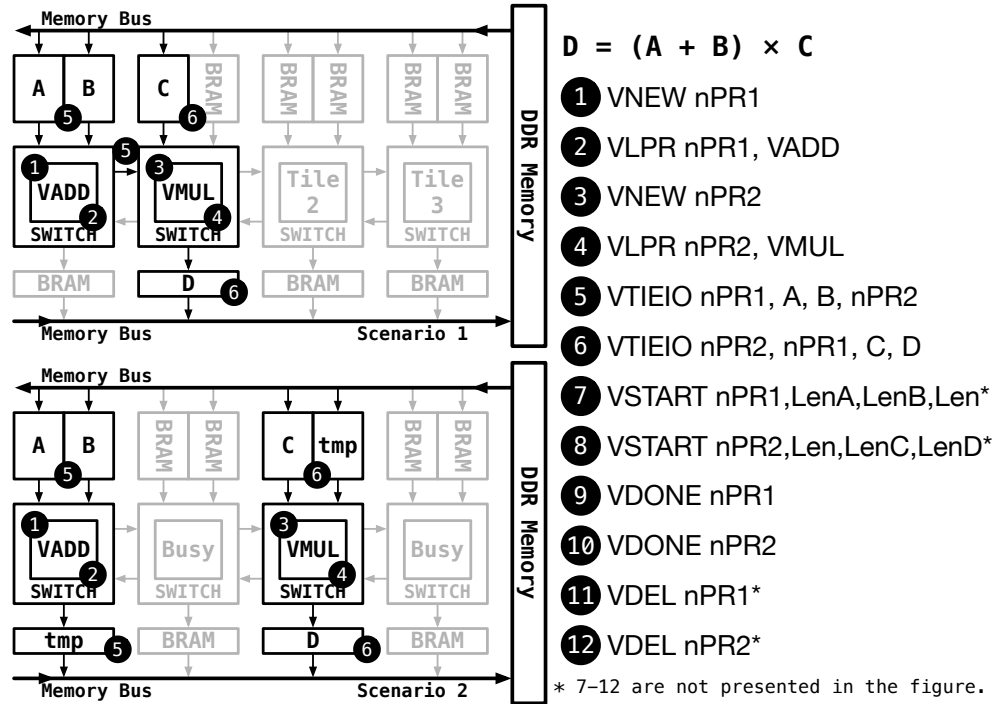 Memory Bus
A B C BRAM BRAM BRAM BRAM BRAM
5 6
5
1 3
VADD VMUL Tile 2 Tile 3
2 4
SWITCH SWITCH SWITCH SWITCH
BRAM D BRAM BRAM
6
Memory Bus Scenario 1
DDR Memory
Memory Bus
A B BRAM BRAM C tmp BRAM BRAM
5 6
1 3
VADD Busy VMUL Busy
2 4
SWITCH SWITCH SWITCH SWITCH
tmp BRAM D BRAM
5 6
Memory Bus Scenario 2
DDR Memory
D = (A + B) × C
1 VNEW nPR1
2 VLPR nPR1, VADD
3 VNEW nPR2
4 VLPR nPR2, VMUL
5 VTIEIO nPR1, A, B, nPR2
6 VTIEIO nPR2, nPR1, C, D
7 VSTART nPR1,LenA,LenB,Len*
8 VSTART nPR2,Len,LenC,LenD*
9 VDONE nPR1
10 VDONE nPR2
11 VDEL nPR1*
12 VDEL nPR2*
* 7–12 are not presented in the figure.